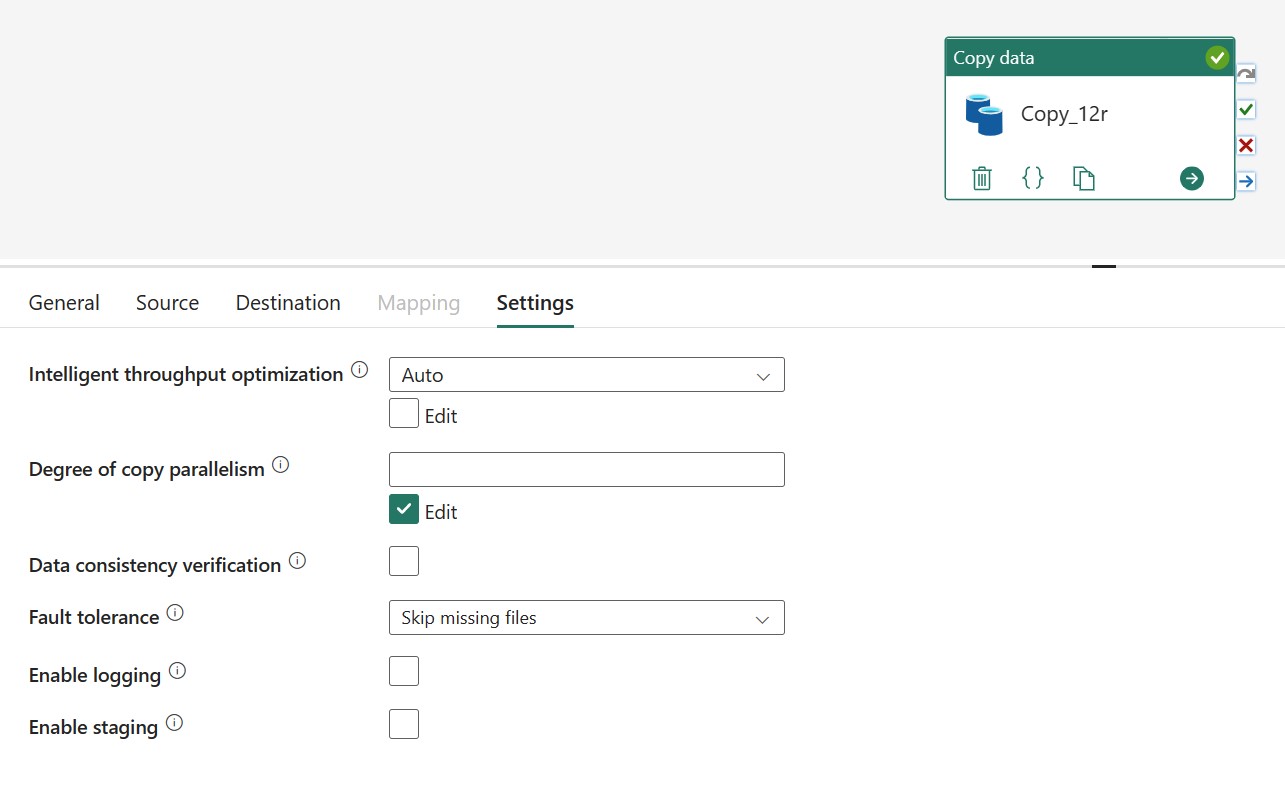 Copy data
Copy_12r
General Source Destination Mapping Settings
Intelligent throughput optimization Auto
Edit
Degree of copy parallelism
Edit
Data consistency verification
Fault tolerance Skip missing files
Enable logging
Enable staging